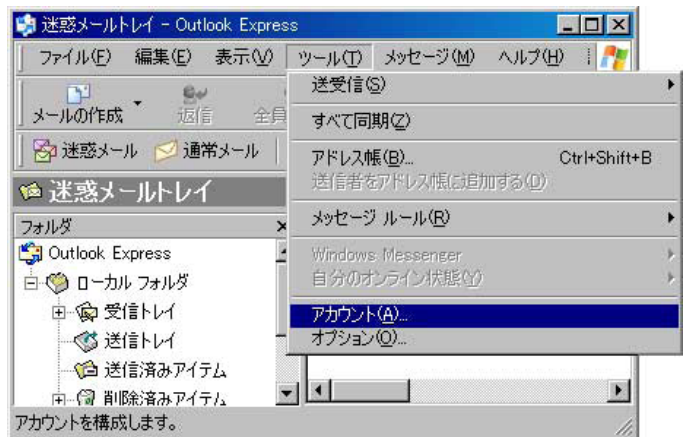 迷惑メールトレイ - Outlook Express
ファイル(F) 編集(E) 表示(V) ツール(T) メッセージ(M) ヘルプ(H)
メールの作成 返信 全員
迷惑メール 通常メール
迷惑メールトレイ
フォルダ
Outlook Express
ローカル フォルダ
受信トレイ
送信トレイ
送信済みアイテム
削除済みアイテム
送受信(S)
すべて同期(Z)
アドレス帳(B)... Ctrl+Shift+B
送信者をアドレス帳に追加する(D)
メッセージ ルール(R)
Windows Messenger
自分のオンライン状態(Y)
アカウント(A)...
オプション(O)...
アカウントを構成します。